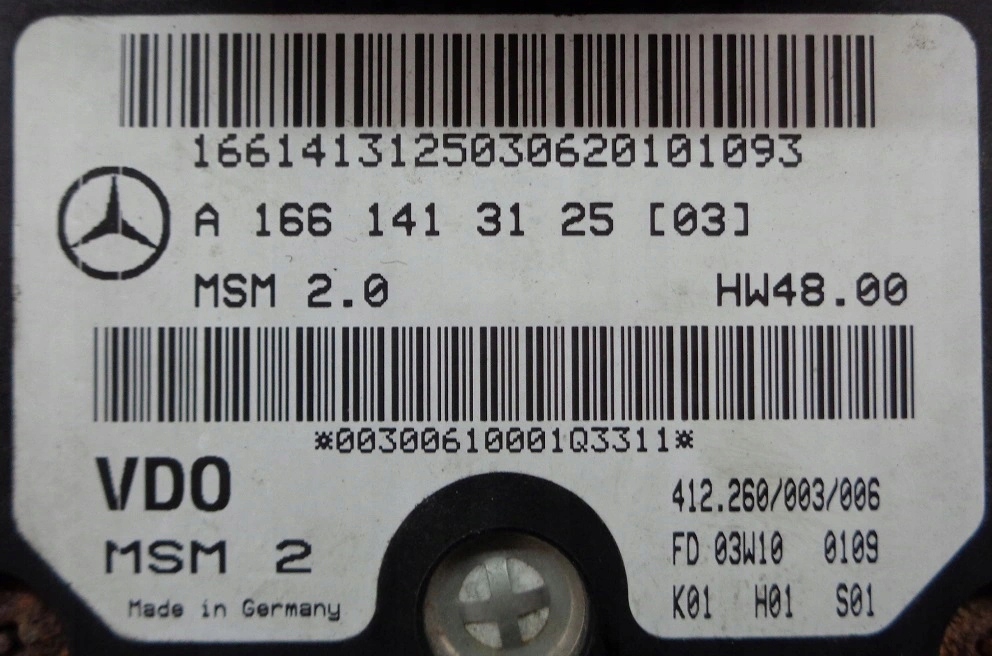 1661413125030620101093
A 166 141 31 25 [03]
MSM 2.0 HW48.00
*00300610001Q3311*
VDO
MSM 2
Made in Germany
412.260/003/006
FD 03W10 0109
K01 H01 S01